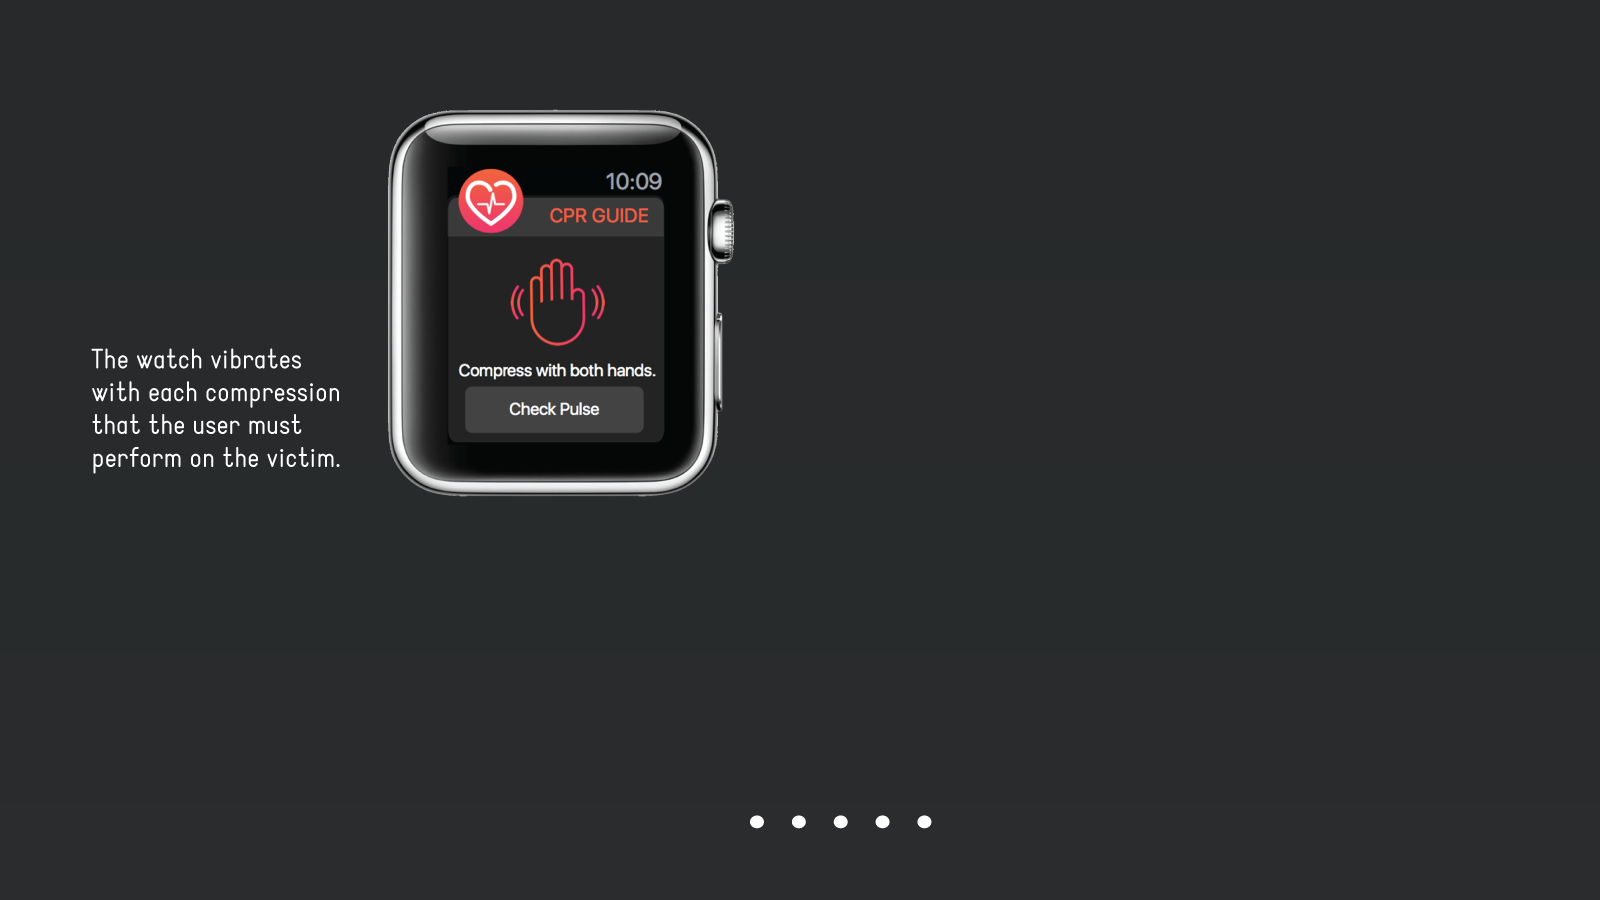 10:09
CPR GUIDE
Compress with both hands.
Check Pulse
The watch vibrates
with each compression
that the user must
perform on the victim.